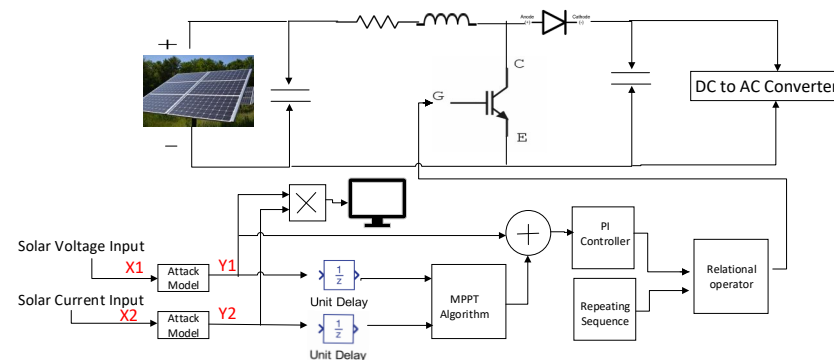 Anode
(+)
Cathode
(-)
+
C
G
E
−
DC to AC Converter
Solar Voltage Input
X1
Attack
Model
Y1
Solar Current Input
X2
Attack
Model
Y2
1
z
Unit Delay
1
z
Unit Delay
MPPT
Algorithm
PI
Controller
Repeating
Sequence
Relational
operator